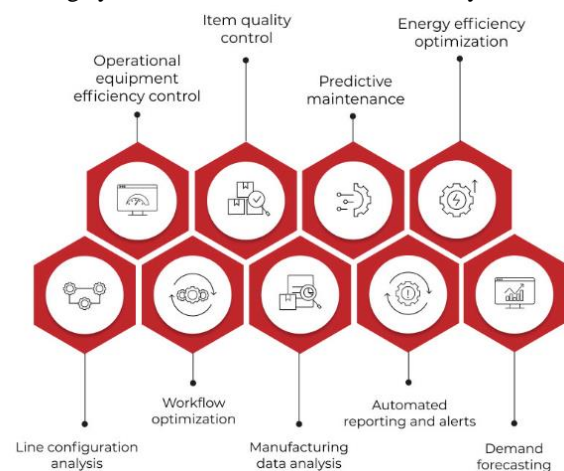 Item quality
control
Energy efficiency
optimization
Operational
equipment
efficiency control
Predictive
maintenance
Workflow
optimization
Automated
reporting and alerts
Line configuration
analysis
Manufacturing
data analysis
Demand
forecasting